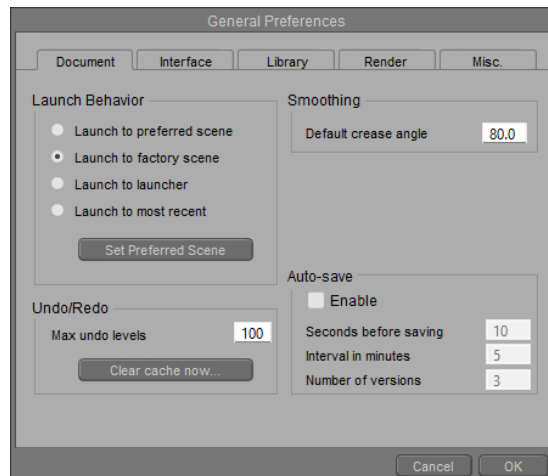 General Preferences
Document
Interface
Library
Render
Misc.
Launch Behavior
Launch to preferred scene
Launch to factory scene
Launch to launcher
Launch to most recent
Set Preferred Scene
Smoothing
Default crease angle 80.0
Undo/Redo
Max undo levels 100
Clear cache now...
Auto-save
Enable
Seconds before saving 10
Interval in minutes 5
Number of versions 3
Cancel
OK